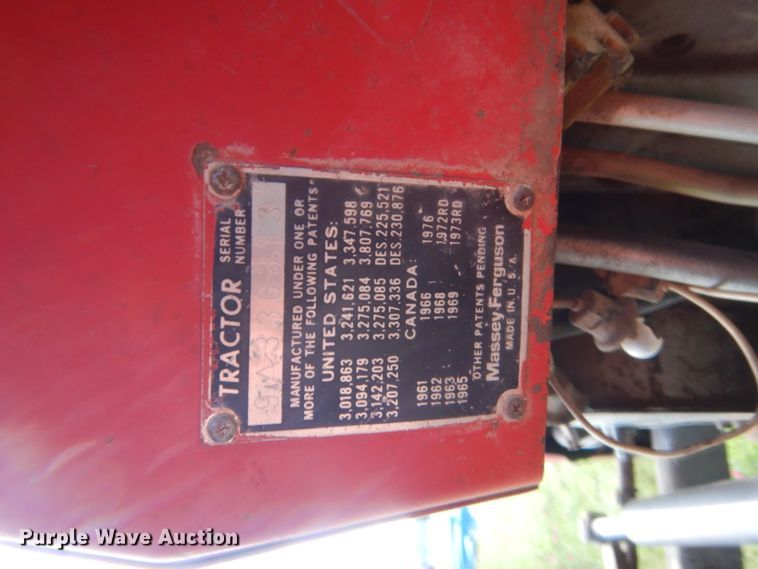 TRACTOR SERIAL NUMBER
MANUFACTURED UNDER ONE OR
MORE OF THE FOLLOWING PATENTS:
UNITED STATES:
3,018,863 3,241,621 3,347,598
3,094,179 3,275,084 3,807,769
3,142,203 3,275,085 DES.225,521
3,207,250 3,307,336 DES.230,876
CANADA:
1961 1966 1976
1962 1968 1972RD
1963 1969 1973RD
1965
OTHER PATENTS PENDING
Massey-Ferguson
MADE IN U.S.A.
Purple Wave Auction